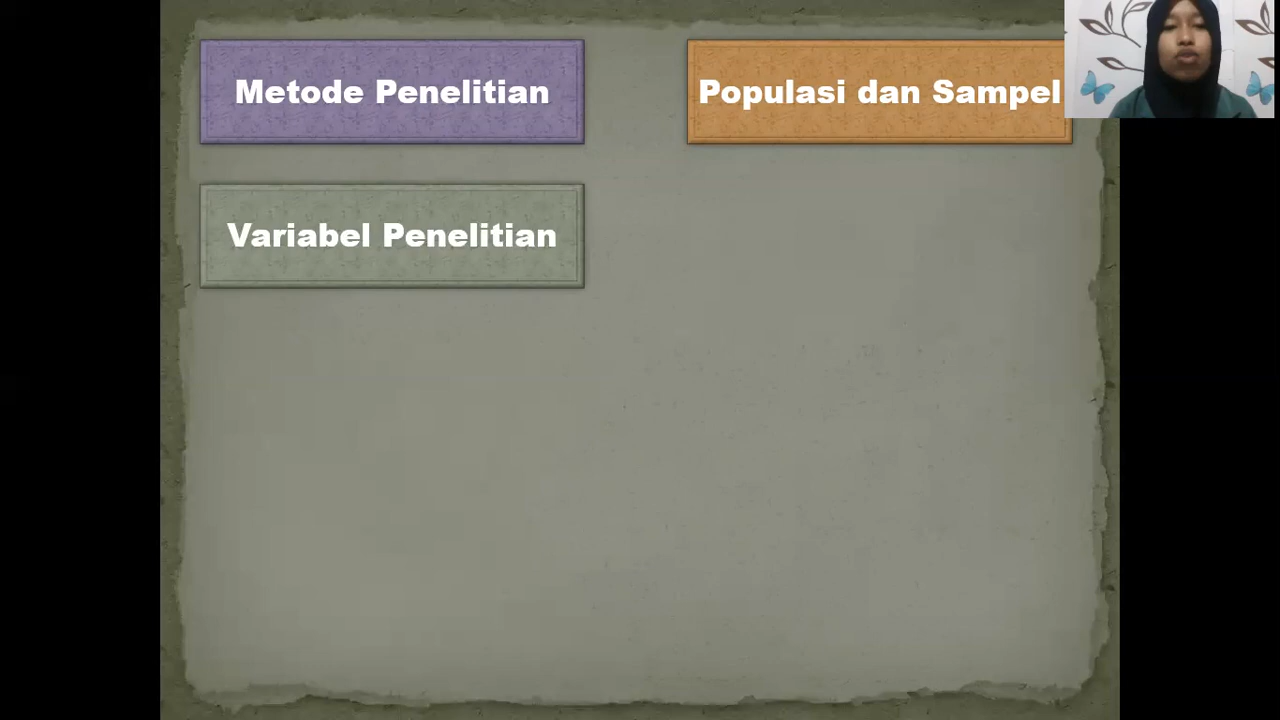 Metode Penelitian
Populasi dan Sampel
Variabel Penelitian